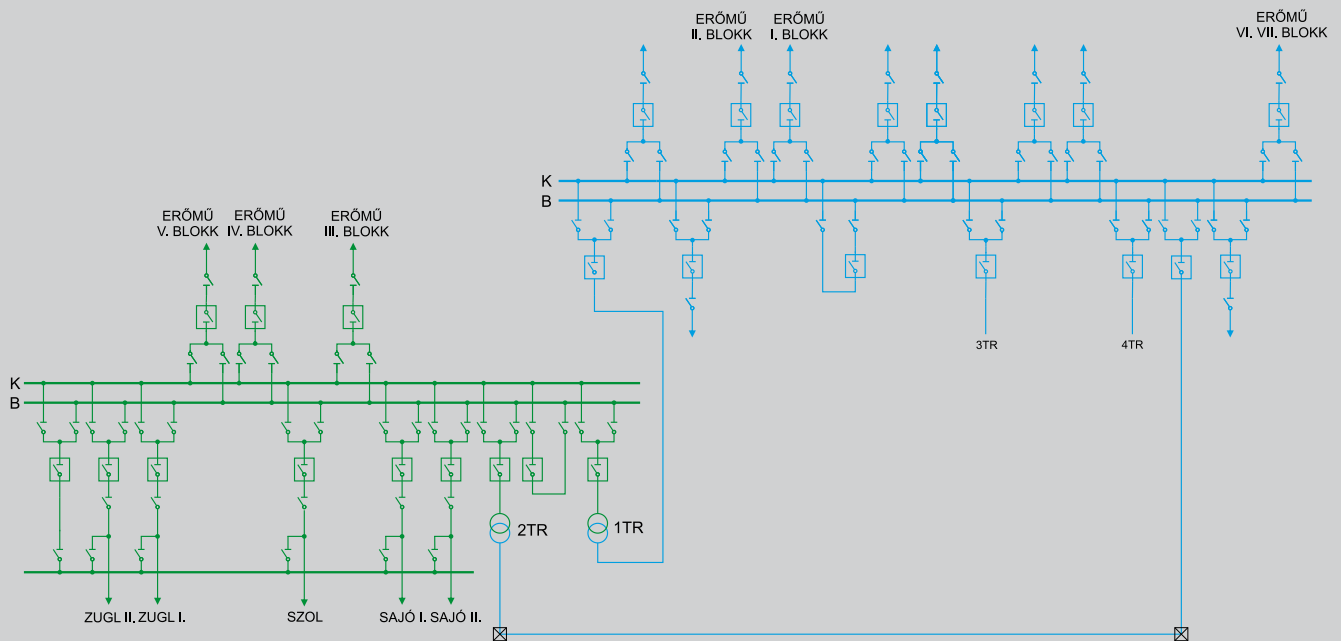 ERŐMŰ
II. BLOKK
ERŐMŰ
I. BLOKK
ERŐMŰ
VI. VII. BLOKK
K
B
3TR
4TR
ERŐMŰ
V. BLOKK
ERŐMŰ
IV. BLOKK
ERŐMŰ
III. BLOKK
K
B
2TR
1TR
ZUGL II.
ZUGL I.
SZOL
SAJÓ I.
SAJÓ II.